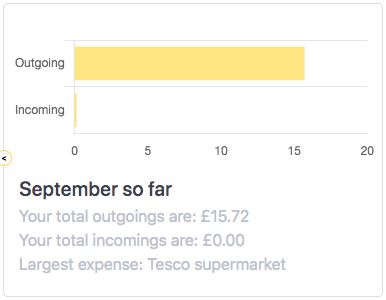 Outgoing
Incoming
0 5 10 15 20
<
September so far
Your total outgoings are: £15.72
Your total incomings are: £0.00
Largest expense: Tesco supermarket